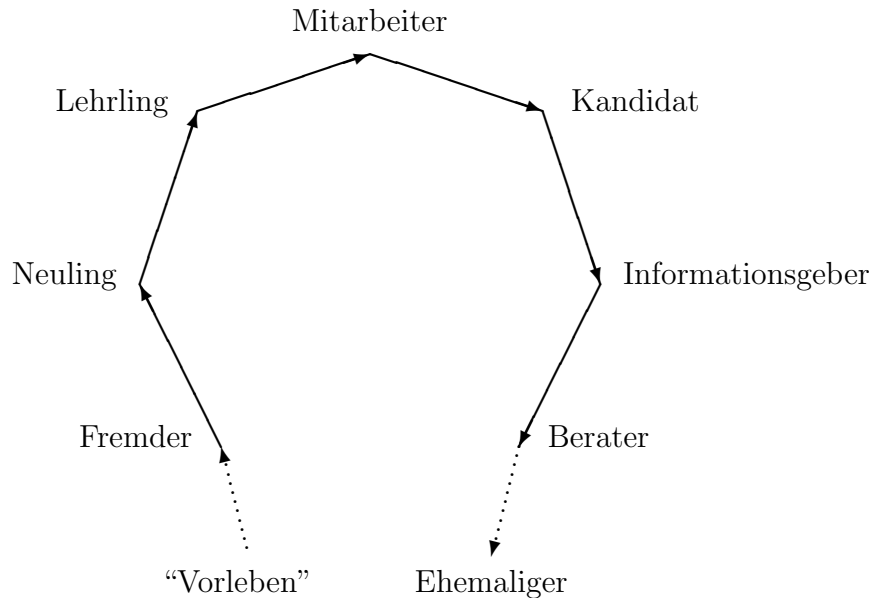 Mitarbeiter
Lehrling
Kandidat
Neuling
Informationsgeber
Fremder
Berater
“Vorleben”
Ehemaliger